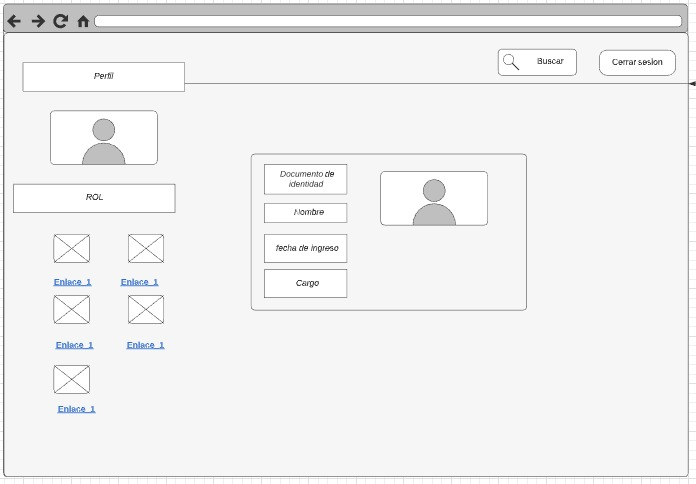 Buscar
Cerrar sesion
Perfil
Documento de
identidad
ROL
Nombre
fecha de ingreso
Cargo
Enlace_1
Enlace_1
Enlace_1
Enlace_1
Enlace_1